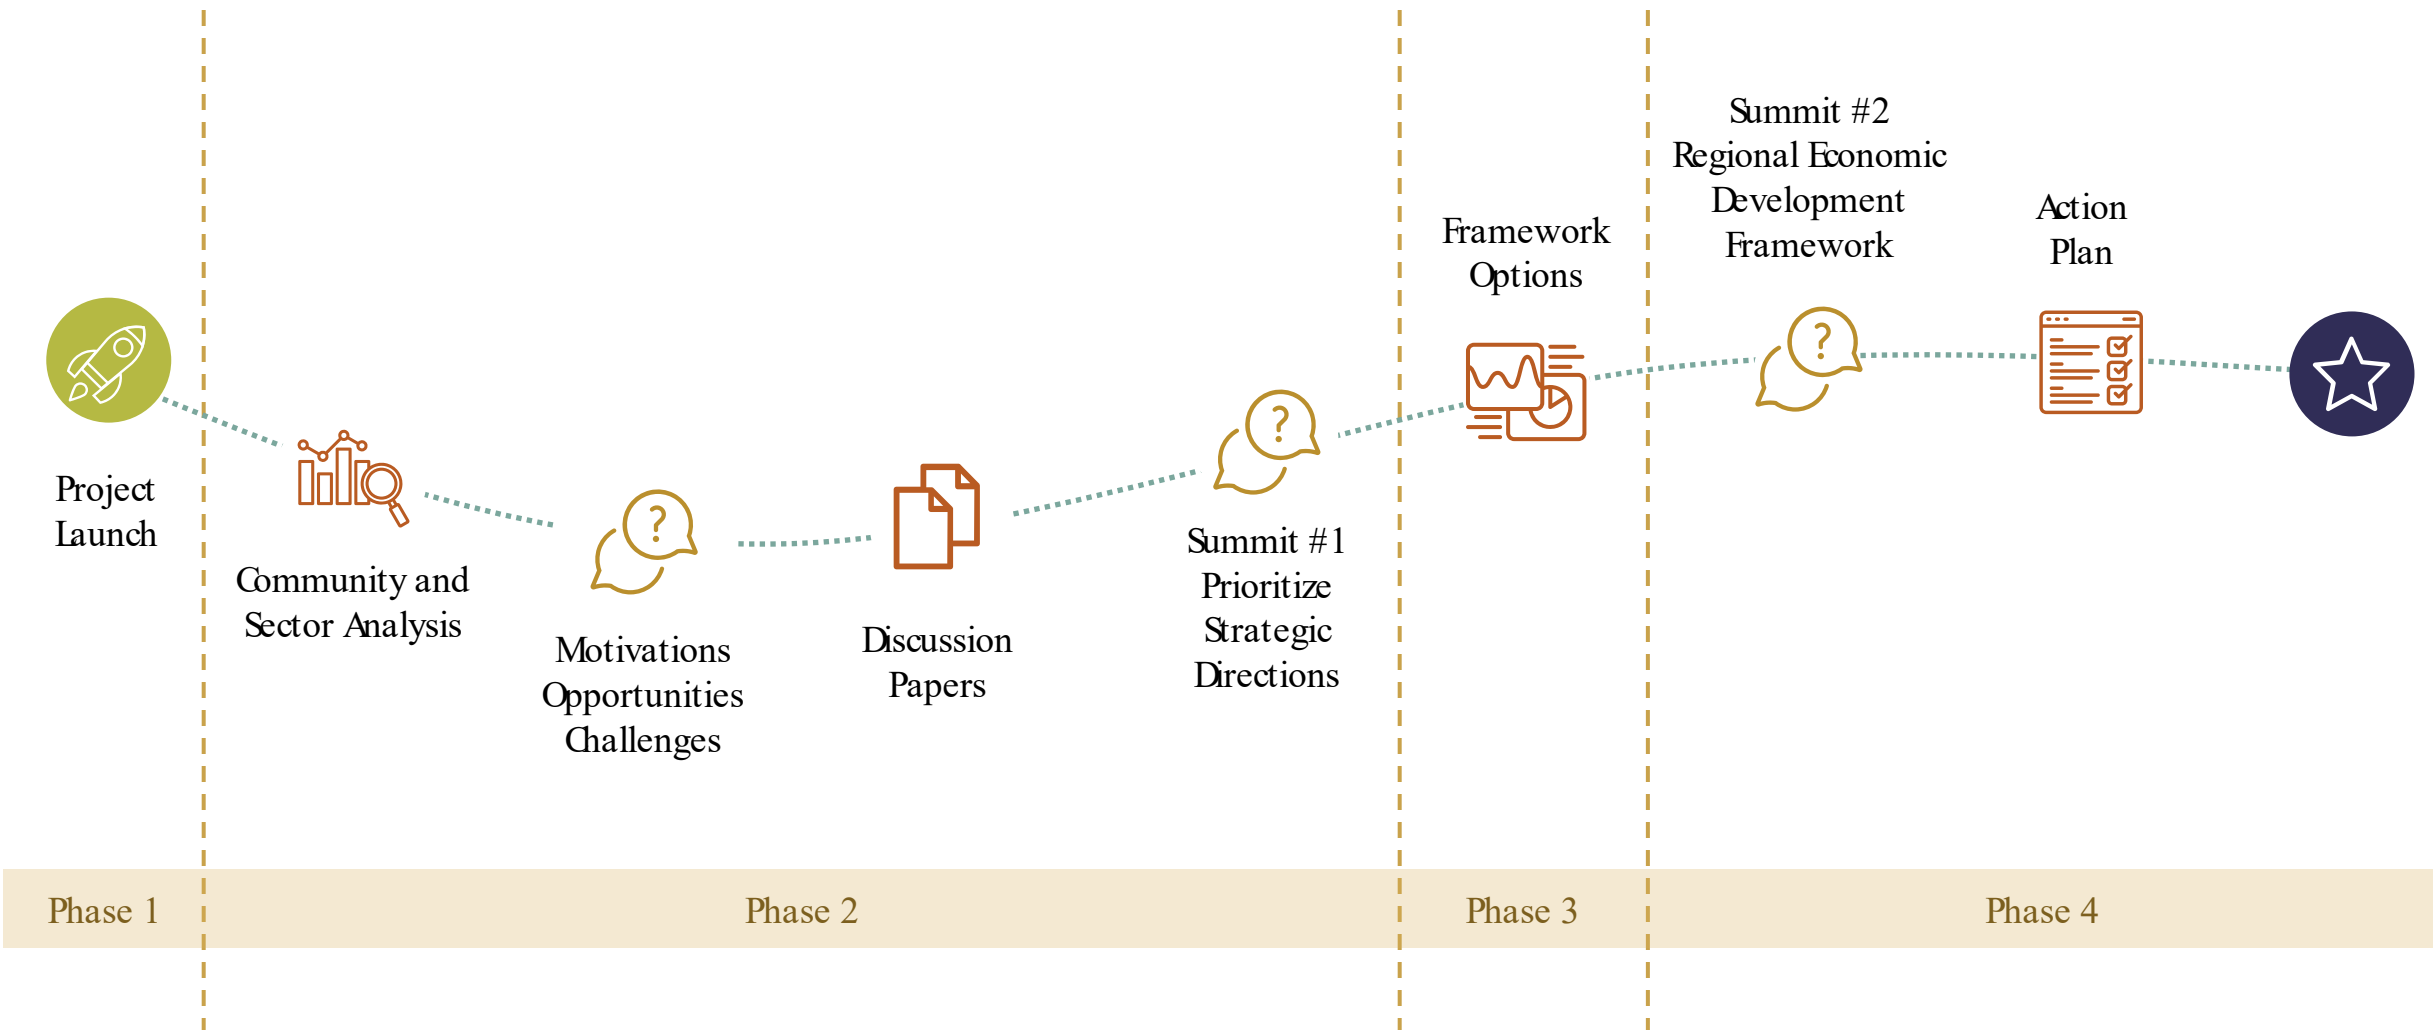 Project
Launch
Community and
Sector Analysis
Motivations
Opportunities
Challenges
Discussion
Papers
Summit #1
Prioritize
Strategic
Directions
Framework
Options
Summit #2
Regional Economic
Development
Framework
Action
Plan
Phase 1
Phase 2
Phase 3
Phase 4